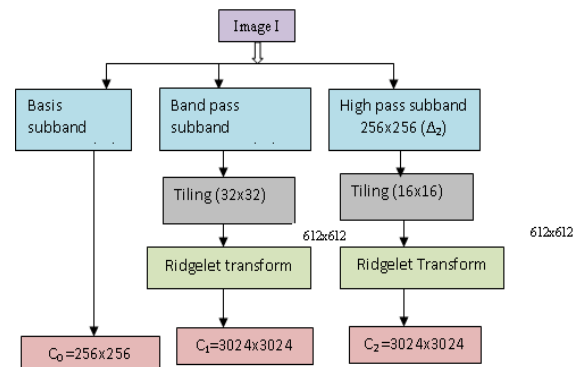 Image I
Basis
subband
. .
Band pass
subband
. .
High pass subband
256x256 (Δ₂)
Tiling (32x32)
Tiling (16x16)
612x612
612x612
Ridgelet transform
Ridgelet Transform
C₀=256x256
C₁=3024x3024
C₂=3024x3024